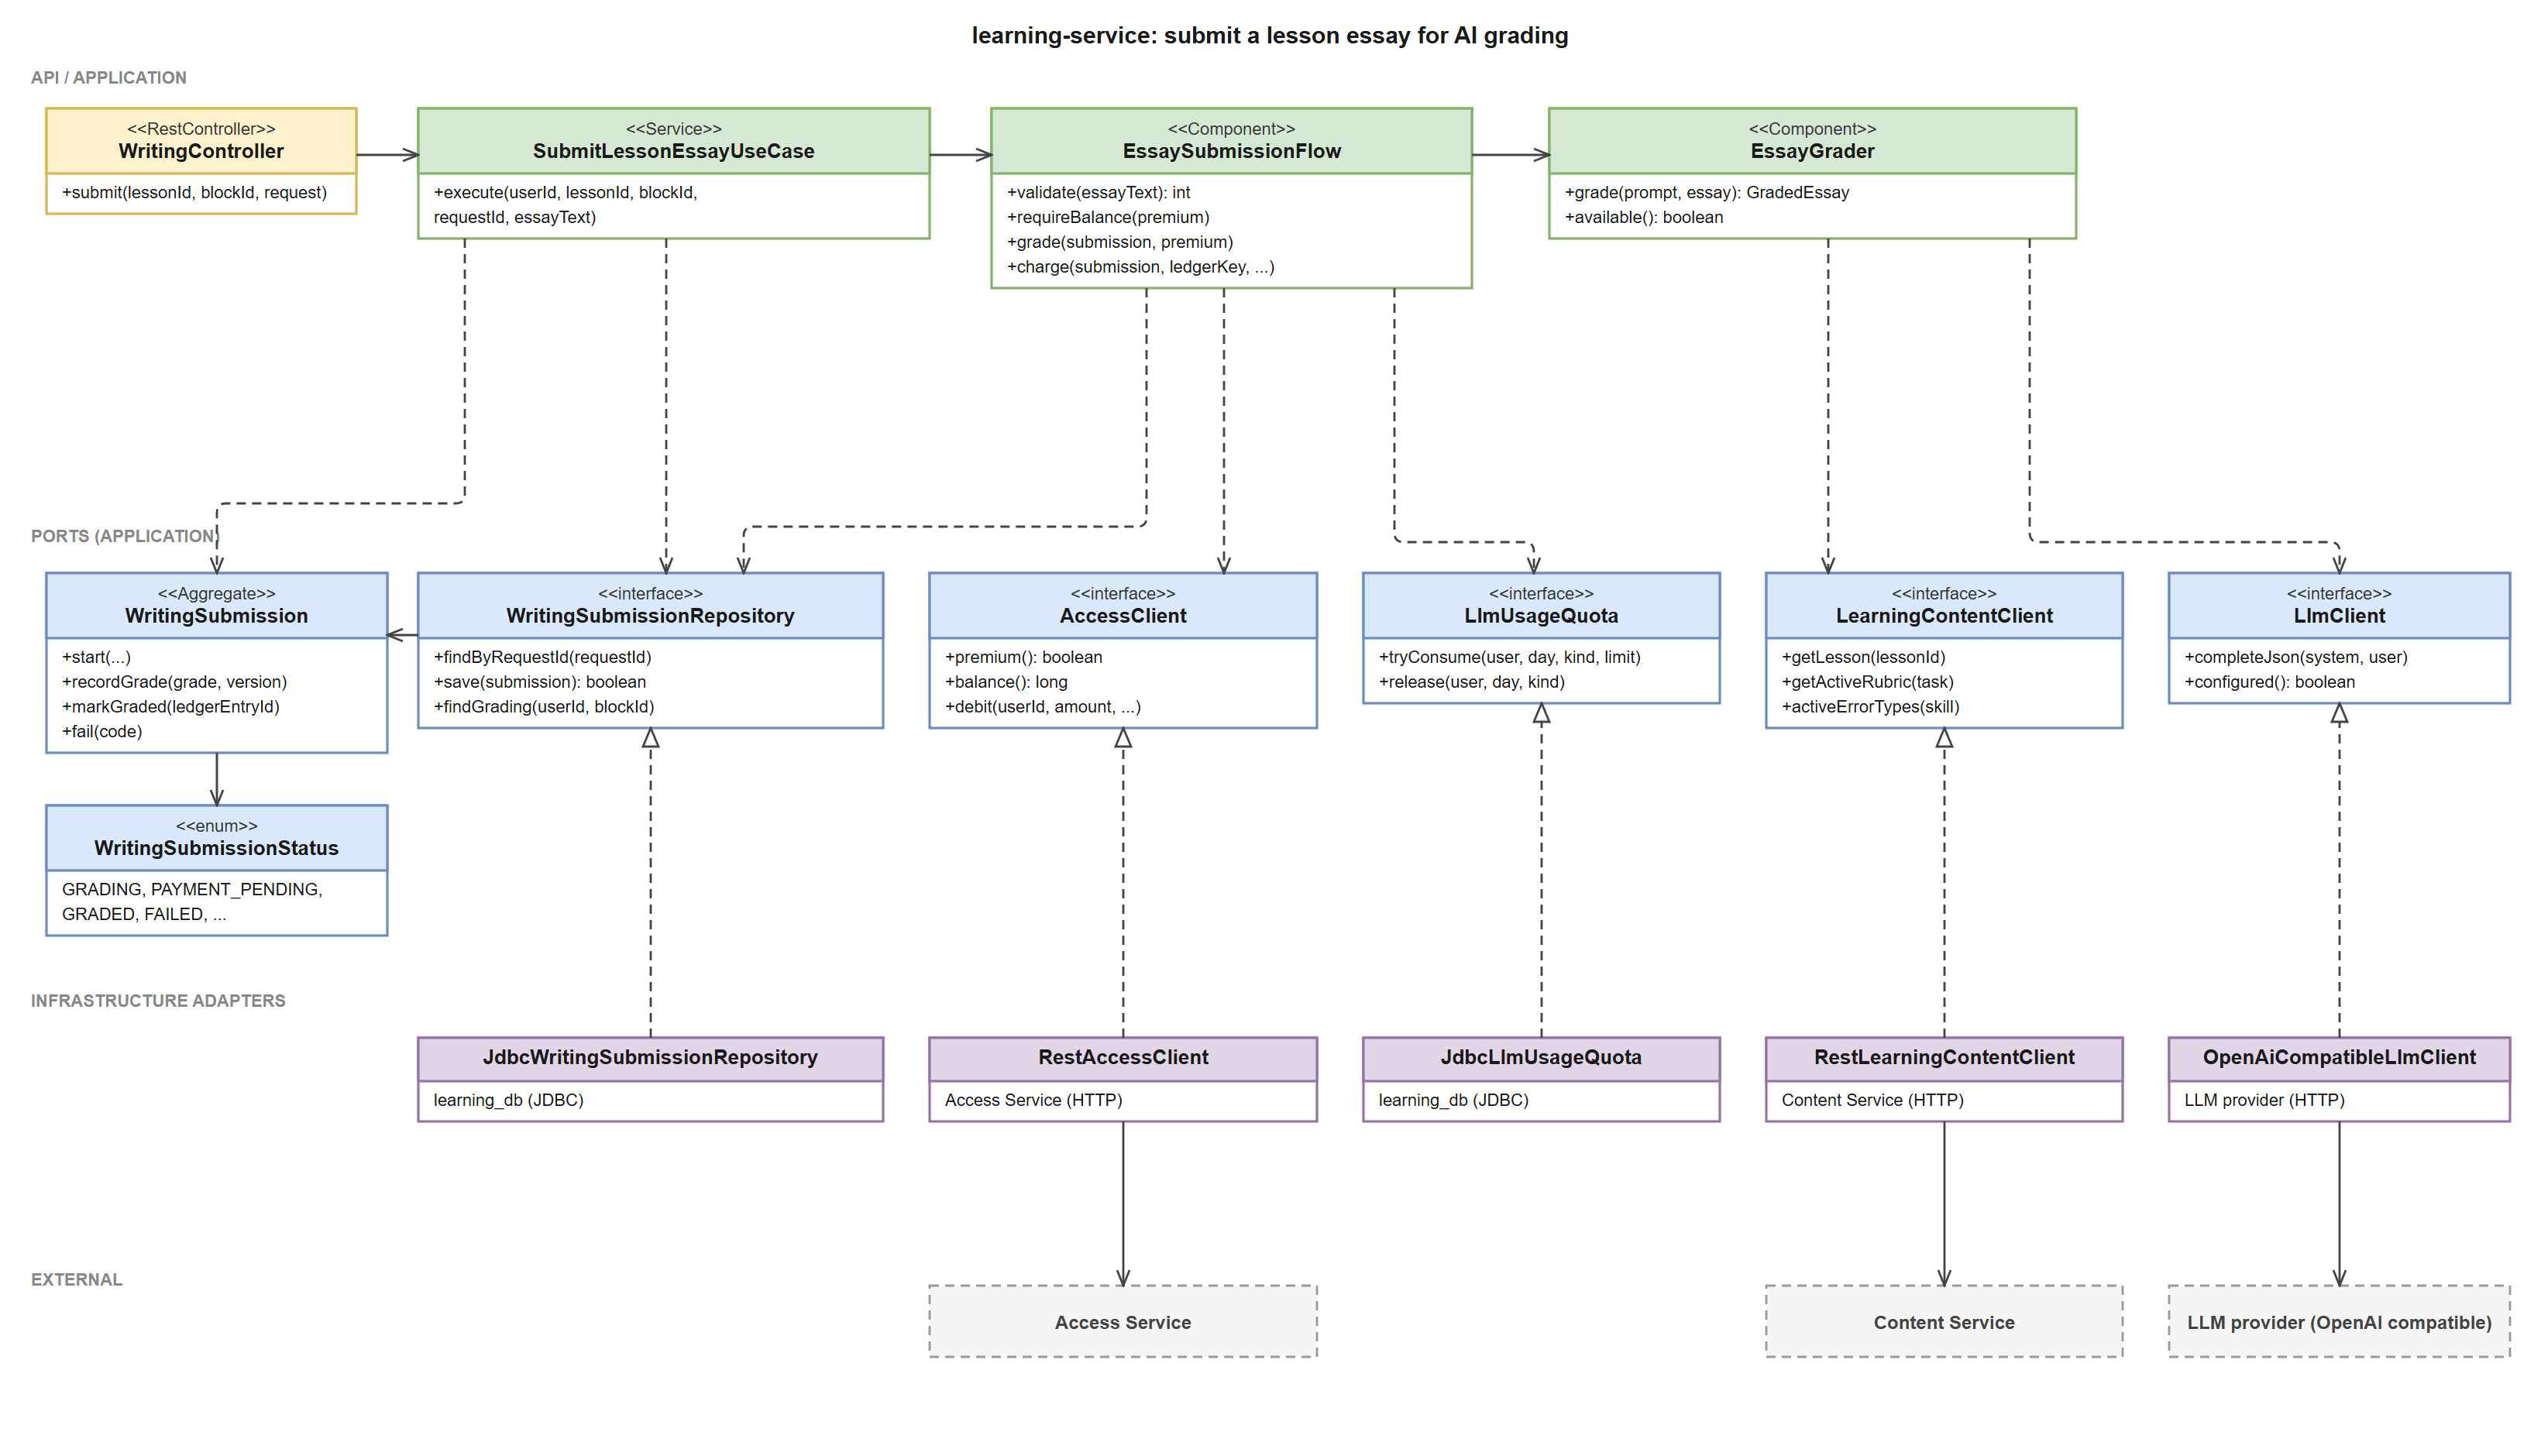 learning-service: submit a lesson essay for AI grading
API / APPLICATION
<<RestController>>
WritingController
+submit(lessonId, blockId, request)
<<Service>>
SubmitLessonEssayUseCase
+execute(userId, lessonId, blockId,
requestId, essayText)
<<Component>>
EssaySubmissionFlow
+validate(essayText): int
+requireBalance(premium)
+grade(submission, premium)
+charge(submission, ledgerKey, ...)
<<Component>>
EssayGrader
+grade(prompt, essay): GradedEssay
+available(): boolean
PORTS (APPLICATION)
<<Aggregate>>
WritingSubmission
+start(...)
+recordGrade(grade, version)
+markGraded(ledgerEntryId)
+fail(code)
<<interface>>
WritingSubmissionRepository
+findByRequestId(requestId)
+save(submission): boolean
+findGrading(userId, blockId)
<<interface>>
AccessClient
+premium(): boolean
+balance(): long
+debit(userId, amount, ...)
<<interface>>
LlmUsageQuota
+tryConsume(user, day, kind, limit)
+release(user, day, kind)
<<interface>>
LearningContentClient
+getLesson(lessonId)
+getActiveRubric(task)
+activeErrorTypes(skill)
<<interface>>
LlmClient
+completeJson(system, user)
+configured(): boolean
<<enum>>
WritingSubmissionStatus
GRADING, PAYMENT_PENDING,
GRADED, FAILED, ...
INFRASTRUCTURE ADAPTERS
JdbcWritingSubmissionRepository
learning_db (JDBC)
RestAccessClient
Access Service (HTTP)
JdbcLlmUsageQuota
learning_db (JDBC)
RestLearningContentClient
Content Service (HTTP)
OpenAiCompatibleLlmClient
LLM provider (HTTP)
EXTERNAL
Access Service
Content Service
LLM provider (OpenAI compatible)